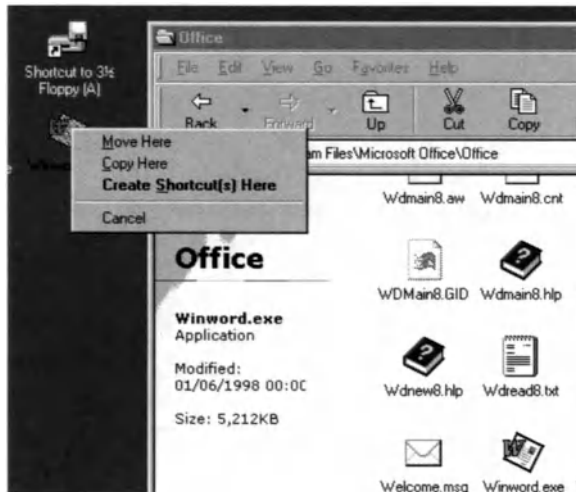 Shortcut to 3½
Floppy (A)
Move Here
Copy Here
Create Shortcut(s) Here
Cancel
Office
File Edit View Go Favorites Help
Back Forward Up Cut Copy
am Files\Microsoft Office\Office
Wdmain8.aw Wdmain8.cnt
Office
WDMain8.GID Wdmain8.hlp
Winword.exe
Application
Modified:
01/06/1998 00:00
Wdnew8.hlp Wdread8.txt
Size: 5,212KB
Welcome.msg Winword.exe